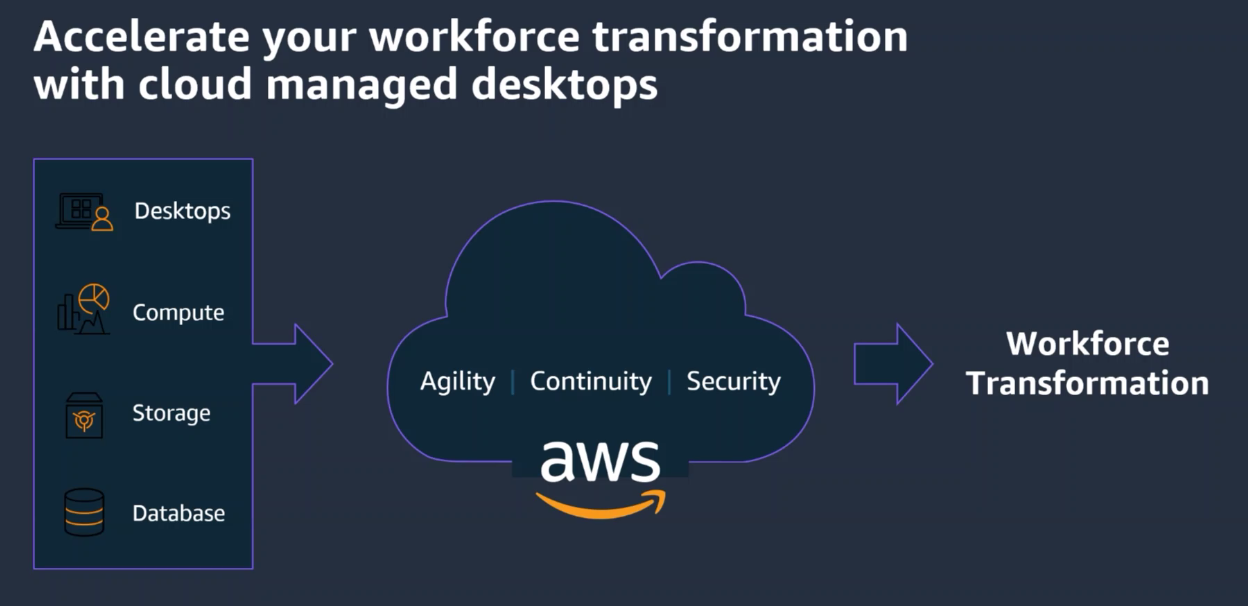 Accelerate your workforce transformation
with cloud managed desktops
Desktops
Compute
Storage
Database
Agility | Continuity | Security
aws
Workforce
Transformation